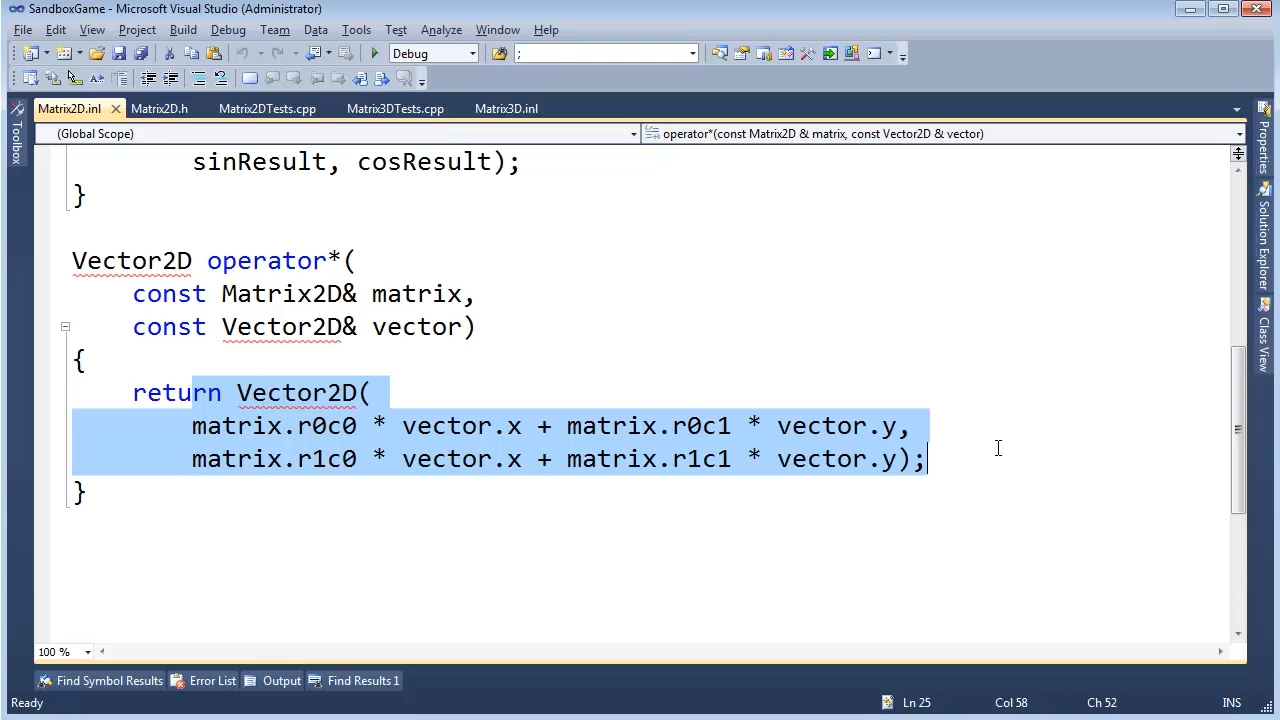 SandboxGame - Microsoft Visual Studio (Administrator)
File Edit View Project Build Debug Team Data Tools Test Analyze Window Help
Debug ;
Matrix2D.inl Matrix2D.h Matrix2DTests.cpp Matrix3DTests.cpp Matrix3D.inl
(Global Scope) operator*(const Matrix2D & matrix, const Vector2D & vector)
Toolbox
Properties
Solution Explorer
Class View
sinResult, cosResult);
}
Vector2D operator*(
const Matrix2D& matrix,
const Vector2D& vector)
{
return Vector2D(
matrix.r0c0 * vector.x + matrix.r0c1 * vector.y,
matrix.r1c0 * vector.x + matrix.r1c1 * vector.y);
}
100 %
Find Symbol Results Error List Output Find Results 1
Ready Ln 25 Col 58 Ch 52 INS